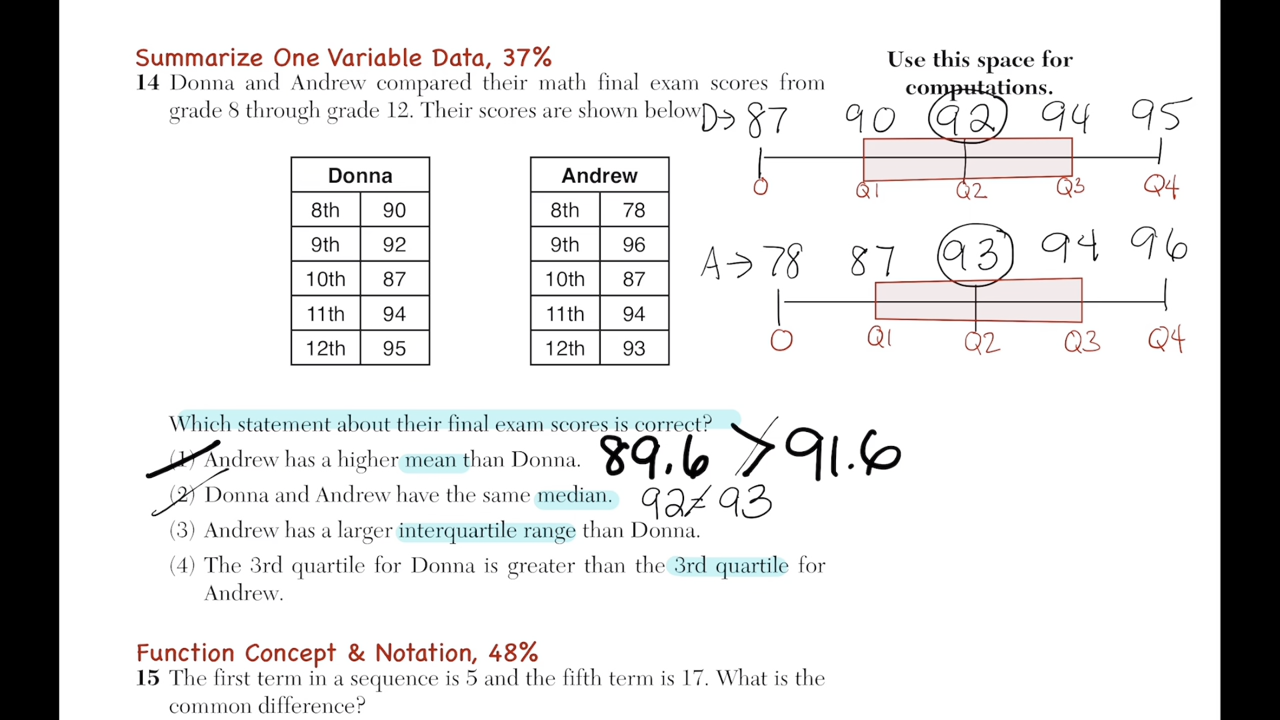 Summarize One Variable Data, 37%
14 Donna and Andrew compared their math final exam scores from
grade 8 through grade 12. Their scores are shown below
Use this space for
computations.
D→ 87 90 92 94 95
O Q1 Q2 Q3 Q4
A→ 78 87 93 94 96
O Q1 Q2 Q3 Q4
Donna
8th 90
9th 92
10th 87
11th 94
12th 95
Andrew
8th 78
9th 96
10th 87
11th 94
12th 93
Which statement about their final exam scores is correct?
(1) Andrew has a higher mean than Donna. 89.6 > 91.6
(2) Donna and Andrew have the same median. 92 ≠ 93
(3) Andrew has a larger interquartile range than Donna.
(4) The 3rd quartile for Donna is greater than the 3rd quartile for
Andrew.
Function Concept & Notation, 48%
15 The first term in a sequence is 5 and the fifth term is 17. What is the
common difference?